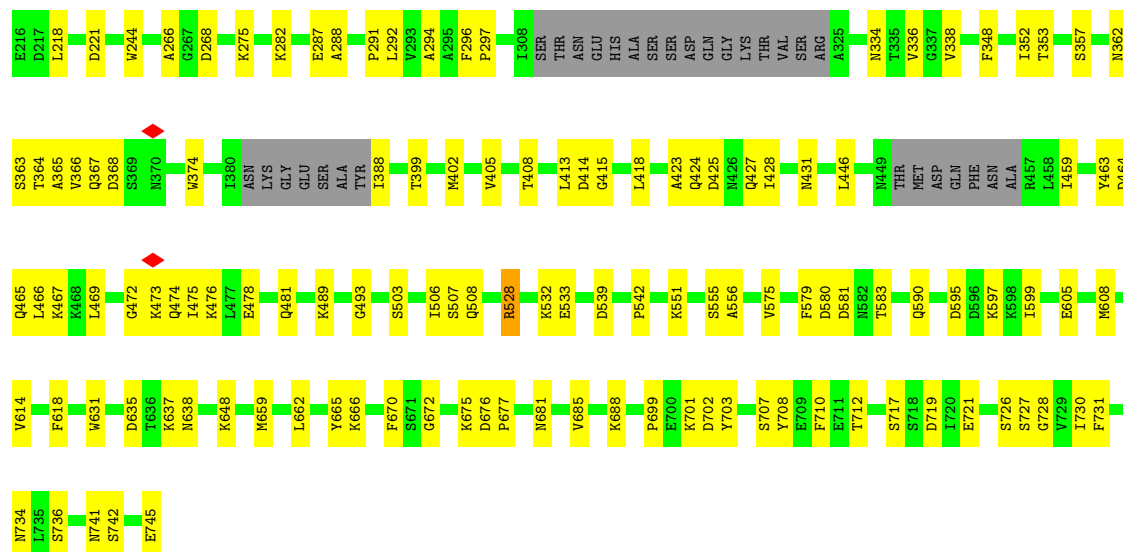 E216 D217 L218 D221 W244 A266 G267 D268 K275 K282 E287 A288 P291 L292 V293 A294 A295 F296 P297 I308 SER THR ASN GLU HIS ALA SER SER ASP GLN GLY LYS THR VAL SER ARG A325 N334 T335 V336 G337 V338 F348 I352 T353 S357 N362
S363 T364 A365 V366 Q367 D368 S369 N370 W374 I380 ASN LYS GLY GLU SER ALA TYR I388 T399 M402 V405 T408 L413 D414 G415 L418 A423 Q424 D425 N426 Q427 I428 N431 L446 N449 THR MET ASP GLN PHE ASN ALA R457 L458 I459 Y463 D464
Q465 L466 K467 K468 L469 G472 K473 Q474 I475 K476 L477 E478 Q481 K489 G493 S503 I506 S507 Q508 R528 K532 E533 D539 P542 K551 S555 A556 V575 F579 D580 D581 N582 T583 Q590 D595 D596 K597 K598 I599 E605 M608
V614 F618 W631 D635 T636 K637 N638 K648 M659 L662 Y665 K666 F670 S671 G672 K675 D676 P677 N681 V685 K688 P699 E700 K701 D702 Y703 S707 Y708 E709 F710 E711 T712 S717 S718 D719 I720 E721 S726 S727 G728 V729 I730 F731
N734 L735 S736 N741 S742 E745